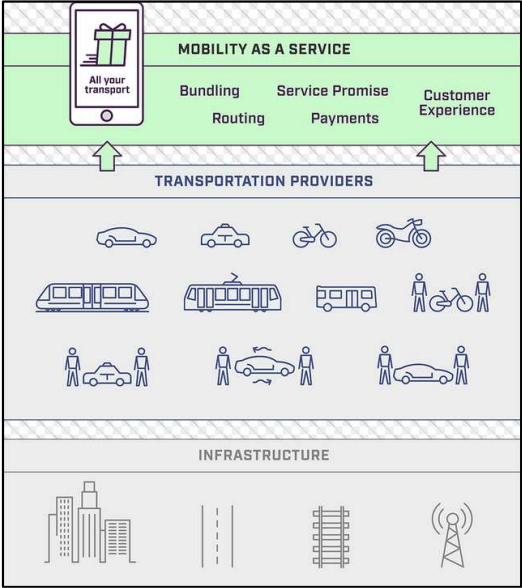 MOBILITY AS A SERVICE
All your
transport
Bundling
Service Promise
Customer
Experience
Routing
Payments
TRANSPORTATION PROVIDERS
INFRASTRUCTURE